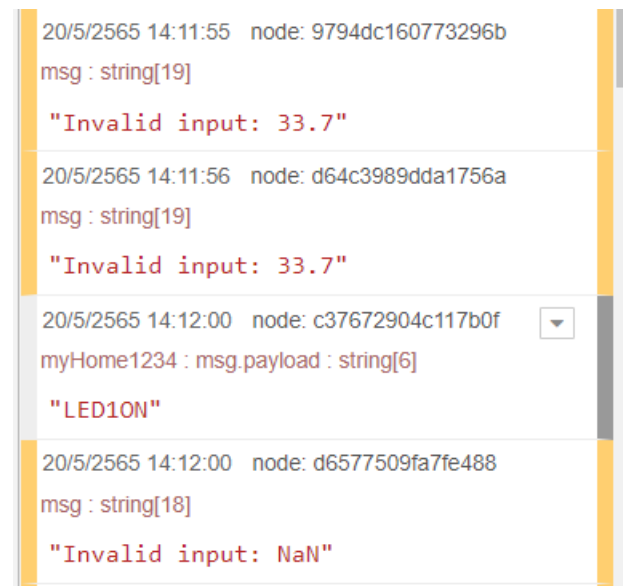 20/5/2565 14:11:55 node: 9794dc160773296b
msg : string[19]
"Invalid input: 33.7"
20/5/2565 14:11:56 node: d64c3989dda1756a
msg : string[19]
"Invalid input: 33.7"
20/5/2565 14:12:00 node: c37672904c117b0f
myHome1234 : msg.payload : string[6]
"LED1ON"
20/5/2565 14:12:00 node: d6577509fa7fe488
msg : string[18]
"Invalid input: NaN"